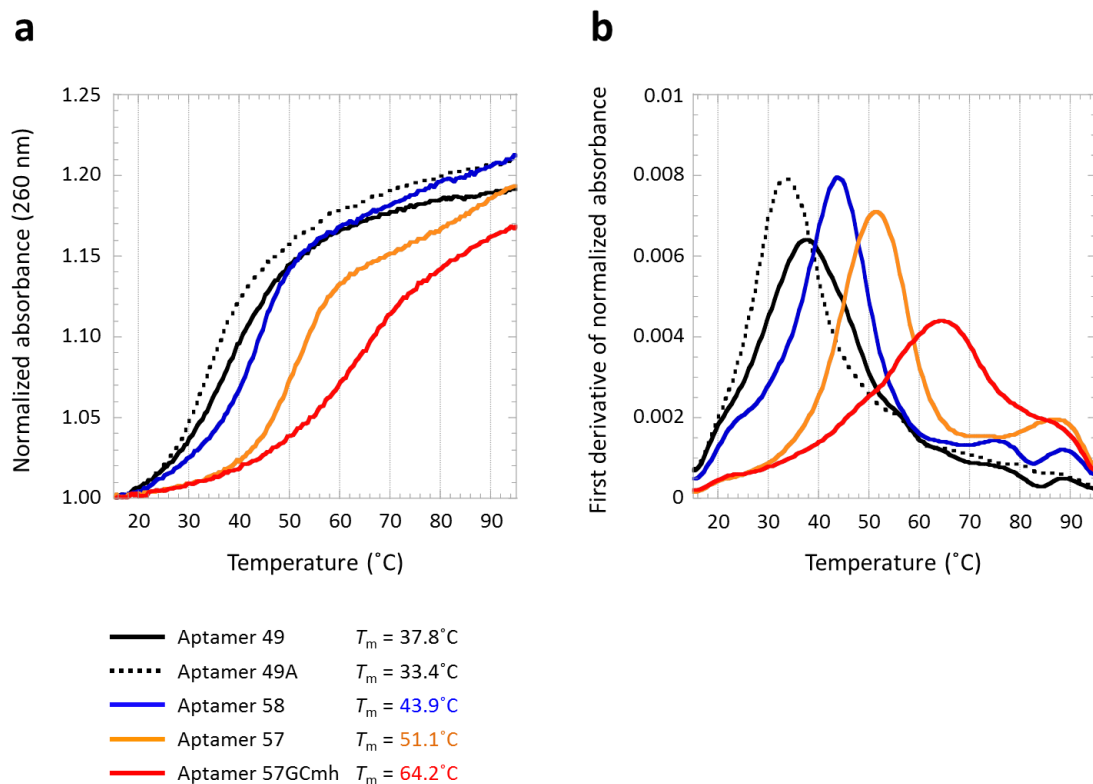 a
b
Normalized absorbance (260 nm)
1.25
1.20
1.15
1.10
1.05
1.00
20 30 40 50 60 70 80 90
Temperature (˚C)
First derivative of normalized absorbance
0.01
0.008
0.006
0.004
0.002
0
20 30 40 50 60 70 80 90
Temperature (˚C)
Aptamer 49 Tm = 37.8˚C
Aptamer 49A Tm = 33.4˚C
Aptamer 58 Tm = 43.9˚C
Aptamer 57 Tm = 51.1˚C
Aptamer 57GCmh Tm = 64.2˚C